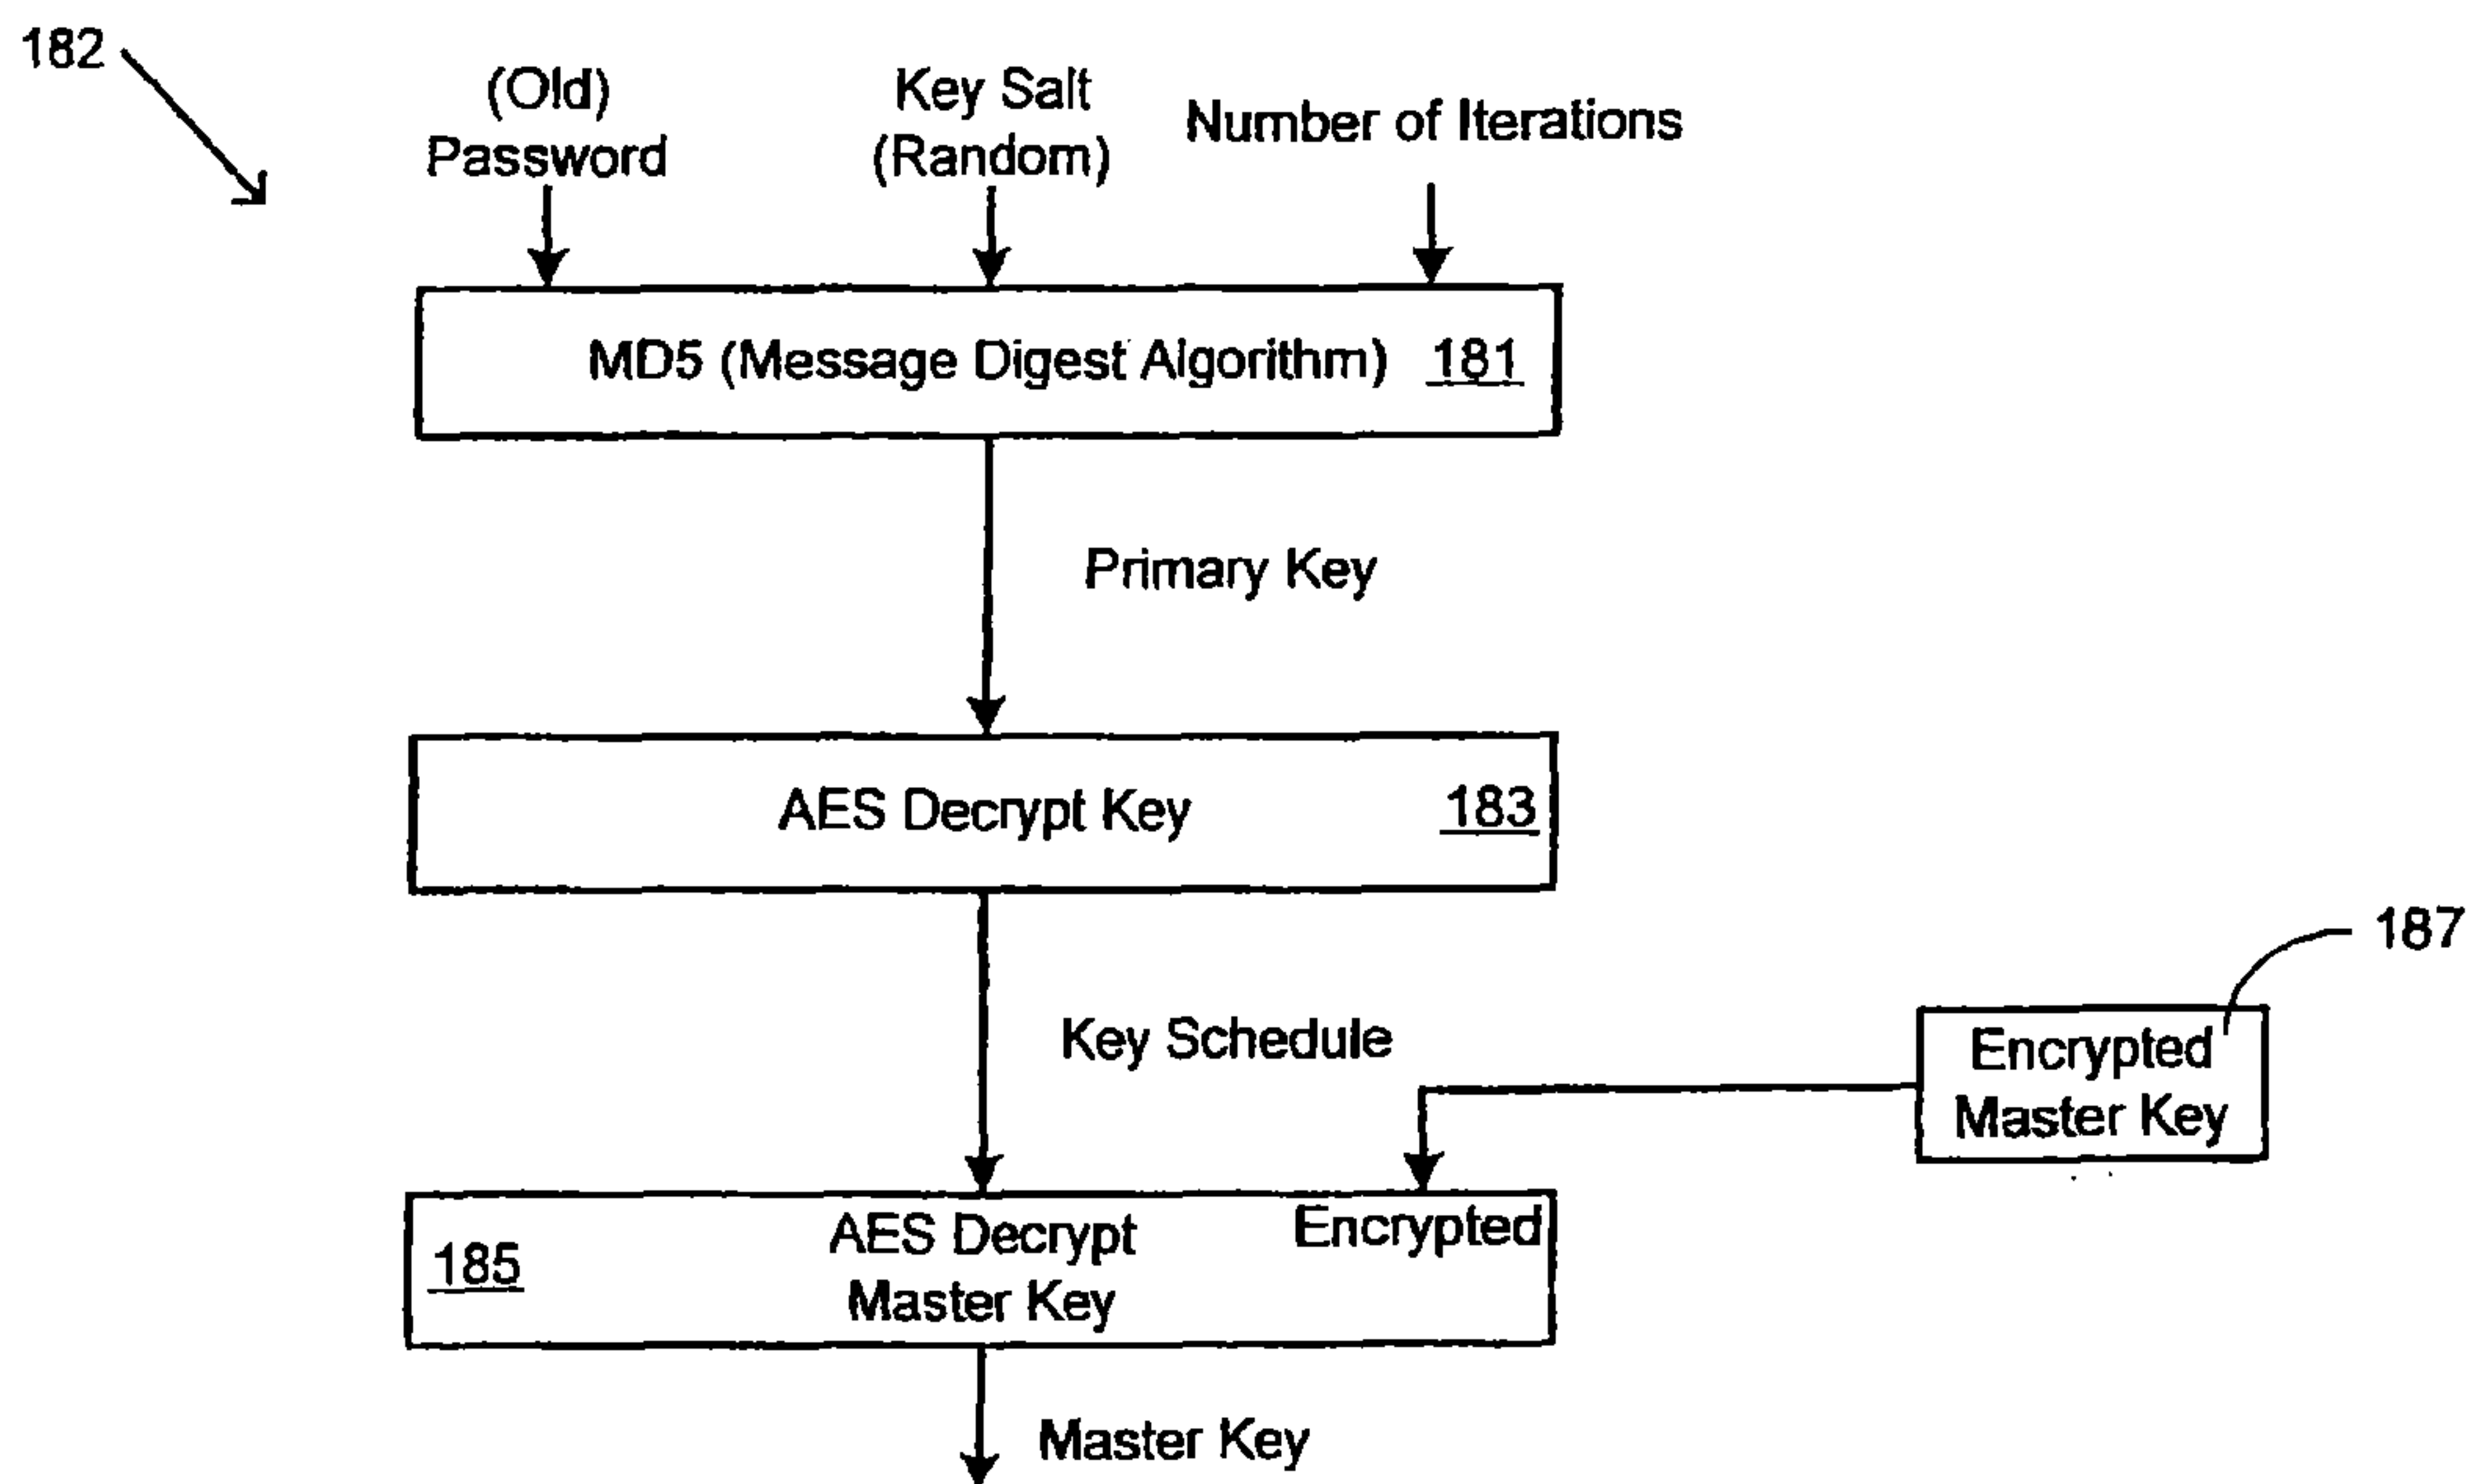 182
(Old)
Password
Key Salt
(Random)
Number of Iterations
MD5 (Message Digest Algorithm) 181
Primary Key
AES Decrypt Key 183
187
Key Schedule
Encrypted
Master Key
185
AES Decrypt
Master Key
Encrypted
Master Key